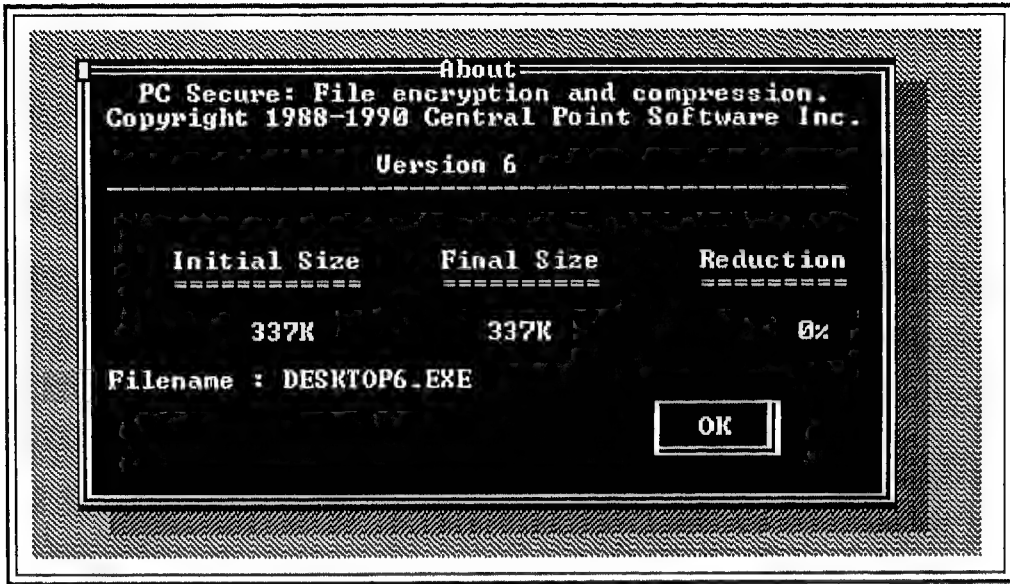 About
PC Secure: File encryption and compression.
Copyright 1988-1990 Central Point Software Inc.
Version 6
Initial Size Final Size Reduction
337K 337K 0%
Filename : DESKTOP6.EXE
OK